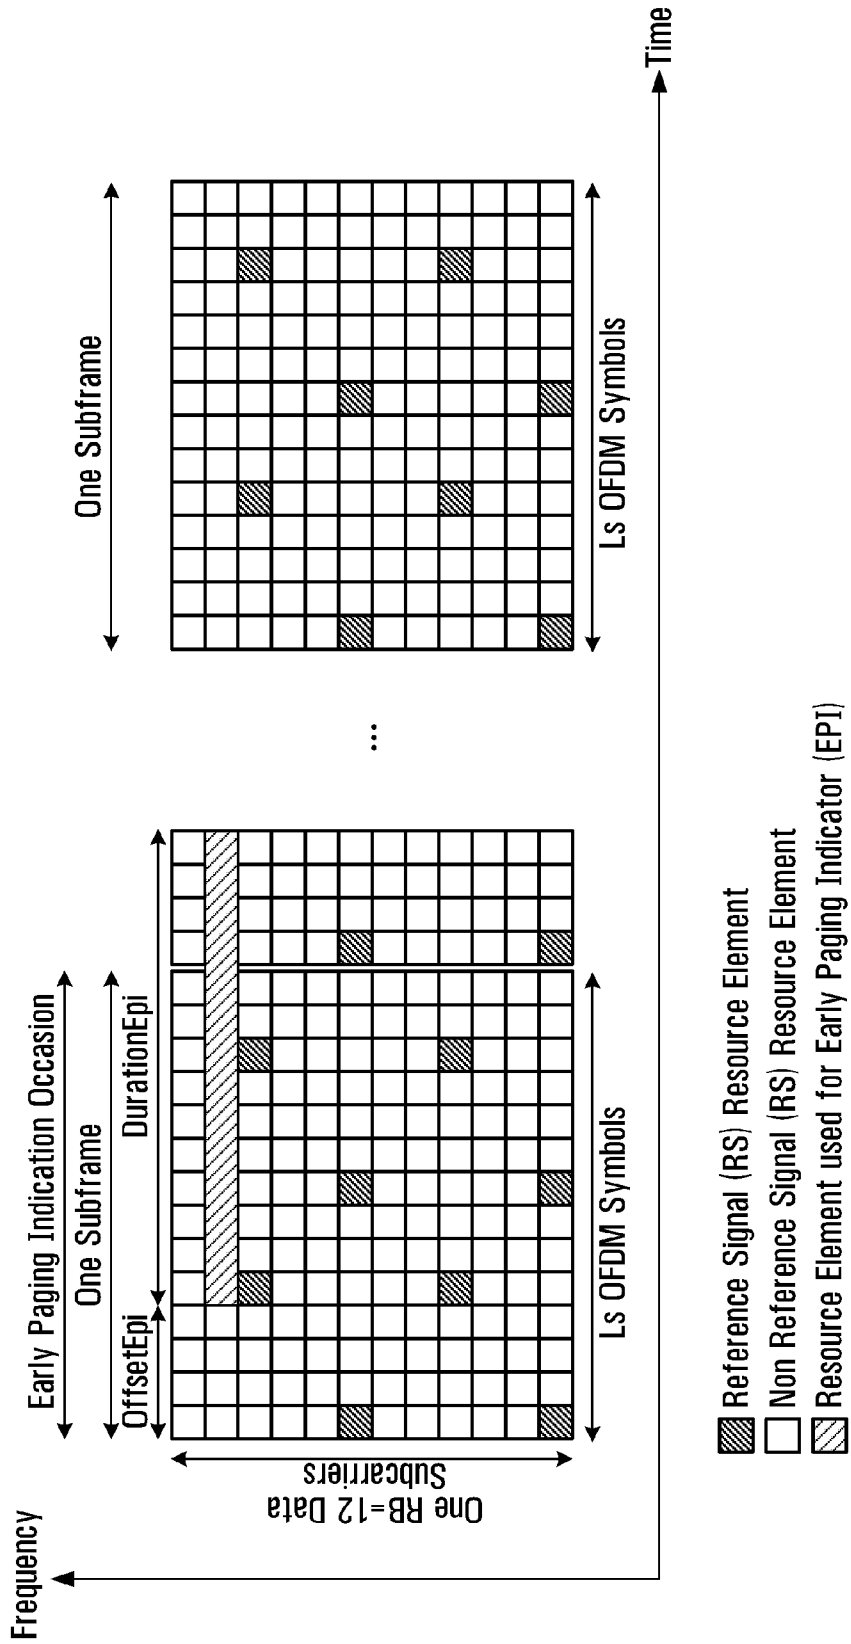 Frequency
Early Paging Indication Occasion
One Subframe
One Subframe
OffsetEpi
DurationEpi
One RB=12 Data
Subcarriers
...
Ls OFDM Symbols
Ls OFDM Symbols
Time
Reference Signal (RS) Resource Element
Non Reference Signal (RS) Resource Element
Resource Element used for Early Paging Indicator (EPI)